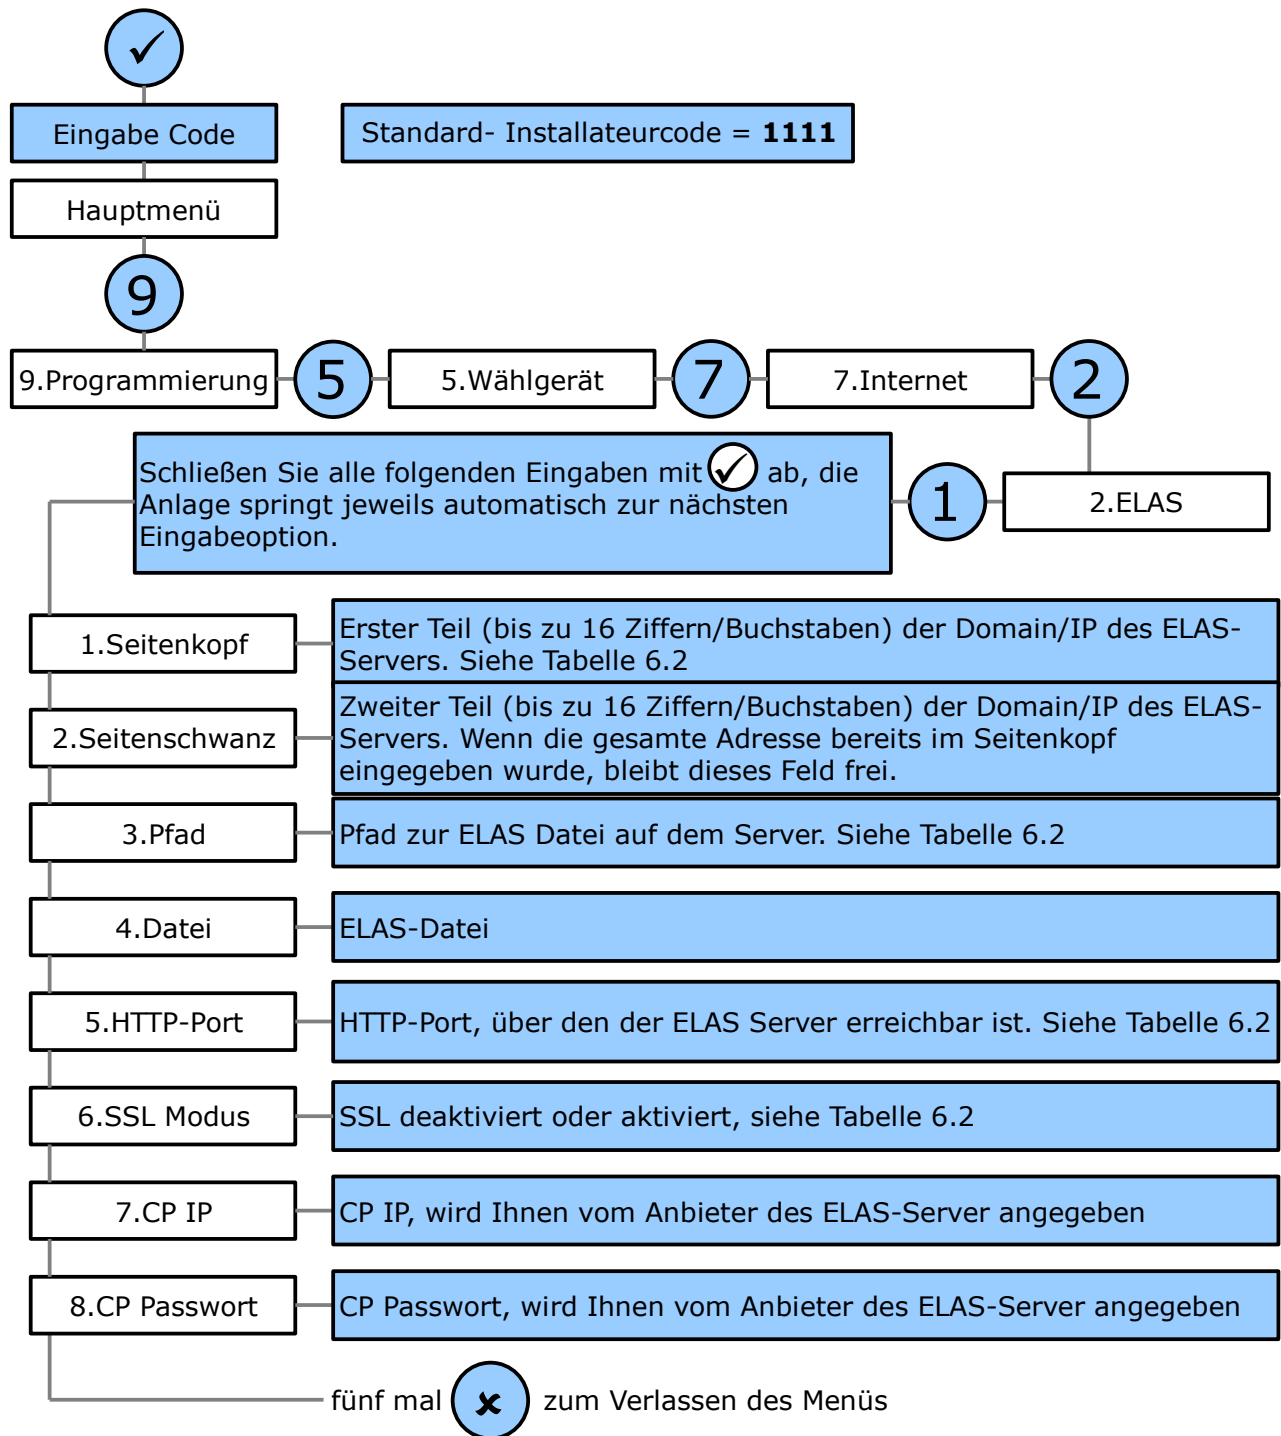 ✓
Eingabe Code
Standard- Installateurcode = 1111
Hauptmenü
9
9.Programmierung
5
5.Wählgerät
7
7.Internet
2
Schließen Sie alle folgenden Eingaben mit ✓ ab, die
Anlage springt jeweils automatisch zur nächsten
Eingabeoption.
1
2.ELAS
1.Seitenkopf
Erster Teil (bis zu 16 Ziffern/Buchstaben) der Domain/IP des ELAS-
Servers. Siehe Tabelle 6.2
2.Seitenschwanz
Zweiter Teil (bis zu 16 Ziffern/Buchstaben) der Domain/IP des ELAS-
Servers. Wenn die gesamte Adresse bereits im Seitenkopf
eingegeben wurde, bleibt dieses Feld frei.
3.Pfad
Pfad zur ELAS Datei auf dem Server. Siehe Tabelle 6.2
4.Datei
ELAS-Datei
5.HTTP-Port
HTTP-Port, über den der ELAS Server erreichbar ist. Siehe Tabelle 6.2
6.SSL Modus
SSL deaktiviert oder aktiviert, siehe Tabelle 6.2
7.CP IP
CP IP, wird Ihnen vom Anbieter des ELAS-Server angegeben
8.CP Passwort
CP Passwort, wird Ihnen vom Anbieter des ELAS-Server angegeben
fünf mal ✘ zum Verlassen des Menüs